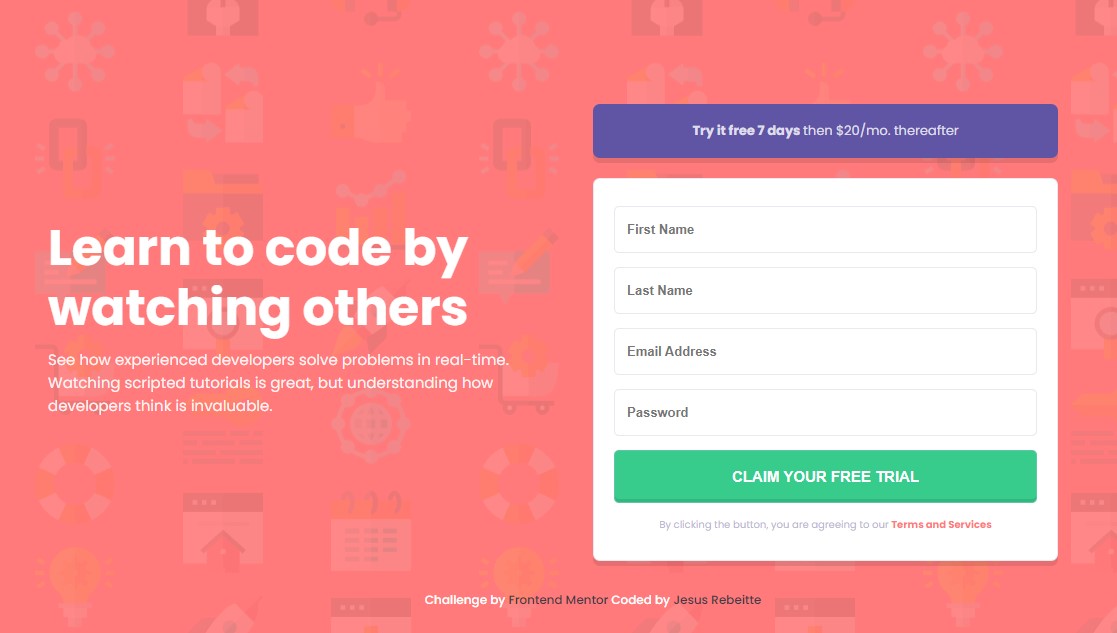 Try it free 7 days then $20/mo. thereafter
Learn to code by
watching others
See how experienced developers solve problems in real-time.
Watching scripted tutorials is great, but understanding how
developers think is invaluable.
First Name
Last Name
Email Address
Password
CLAIM YOUR FREE TRIAL
By clicking the button, you are agreeing to our Terms and Services
Challenge by Frontend Mentor Coded by Jesus Rebeitte